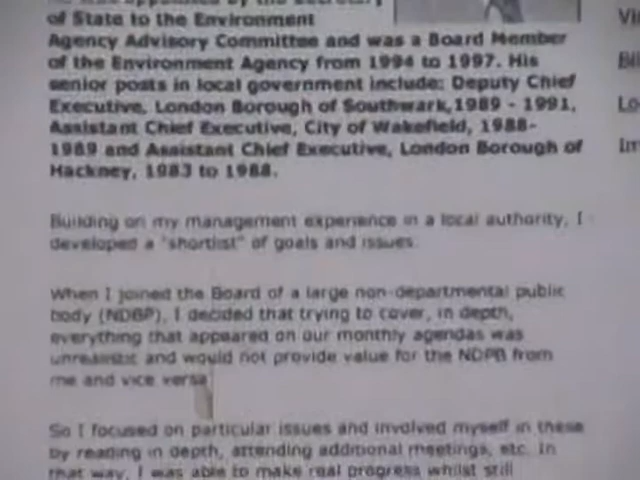 of State to the Environment
Agency Advisory Committee and was a Board Member
of the Environment Agency from 1994 to 1997. His
senior posts in local government include: Deputy Chief
Executive, London Borough of Southwark,1989 - 1991,
Assistant Chief Executive, City of Wakefield, 1988-
1989 and Assistant Chief Executive, London Borough of
Hackney, 1983 to 1988.
Building on my management experience in a local authority, I
developed a "shortlist" of goals and issues.
When I joined the Board of a large non-departmental public
body (NDBP), I decided that trying to cover, in depth,
everything that appeared on our monthly agendas was
unrealistic and would not provide value for the NDPB from
me and vice versa
So I focused on particular issues and involved myself in these
by reading in depth, attending additional meetings, etc. In
that way, I was able to make real progress whilst still